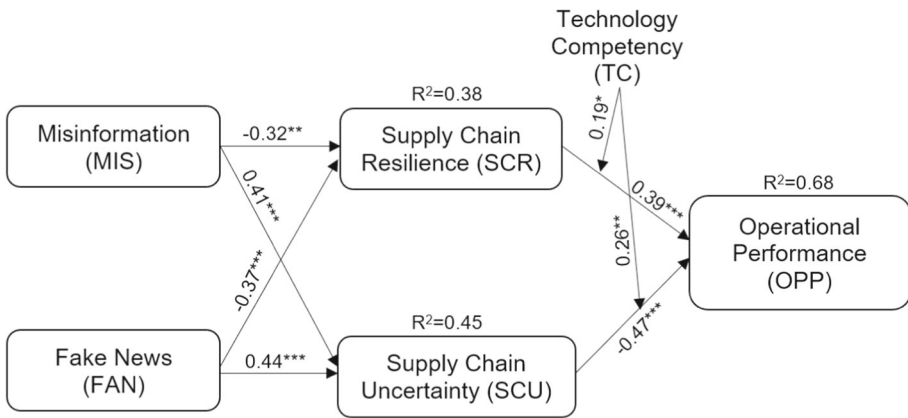 Technology
Competency
(TC)
R²=0.38
0.19*
Misinformation
(MIS)
-0.32**
Supply Chain
Resilience (SCR)
0.41***
0.39***
R²=0.68
Operational
Performance
(OPP)
0.26**
-0.37***
R²=0.45
-0.47***
Fake News
(FAN)
0.44***
Supply Chain
Uncertainty (SCU)